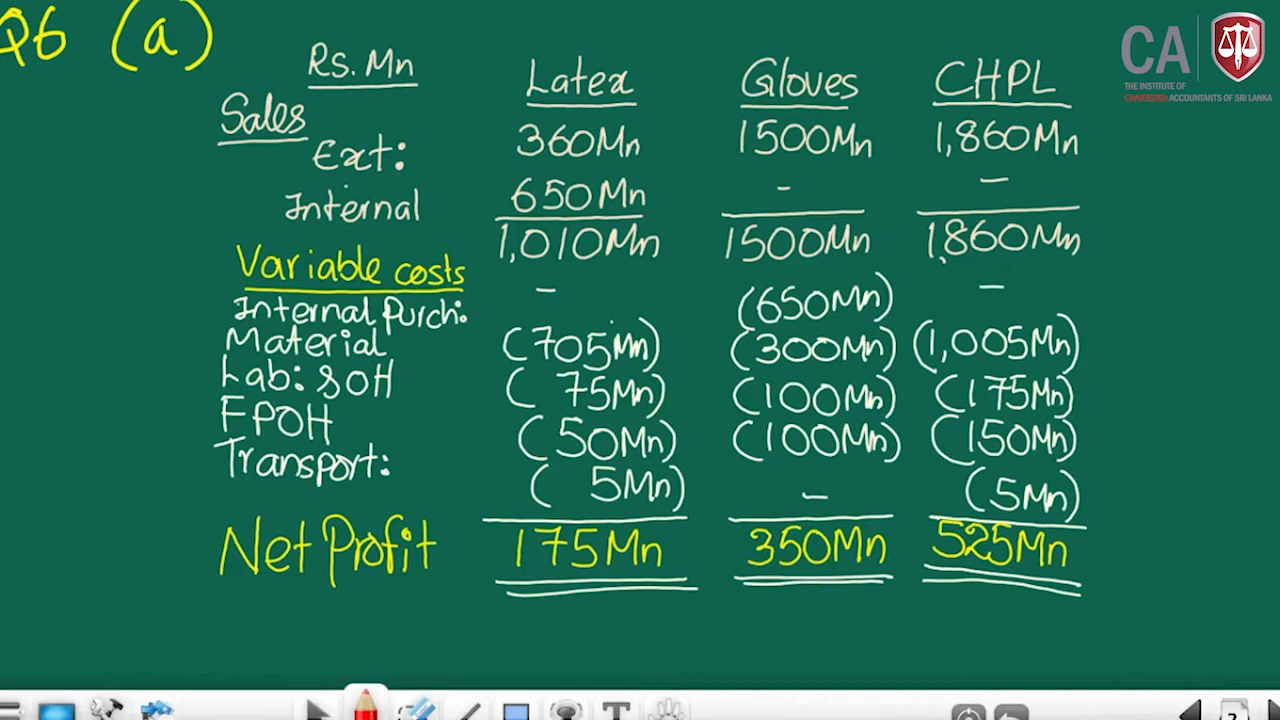 Q6 (a)
CA
THE INSTITUTE OF
CHARTERED ACCOUNTANTS OF SRI LANKA
Rs. Mn Latex Gloves CHPL
Sales
Ext: 360Mn 1500Mn 1,860Mn
Internal 650Mn - -
1,010Mn 1500Mn 1,860Mn
Variable costs
Internal Purch: - (650Mn) -
Material (705Mn) (300Mn) (1,005Mn)
Lab: & OH (75Mn) (100Mn) (175Mn)
FPOH (50Mn) (100Mn) (150Mn)
Transport: (5Mn) - (5Mn)
Net Profit 175Mn 350Mn 525Mn